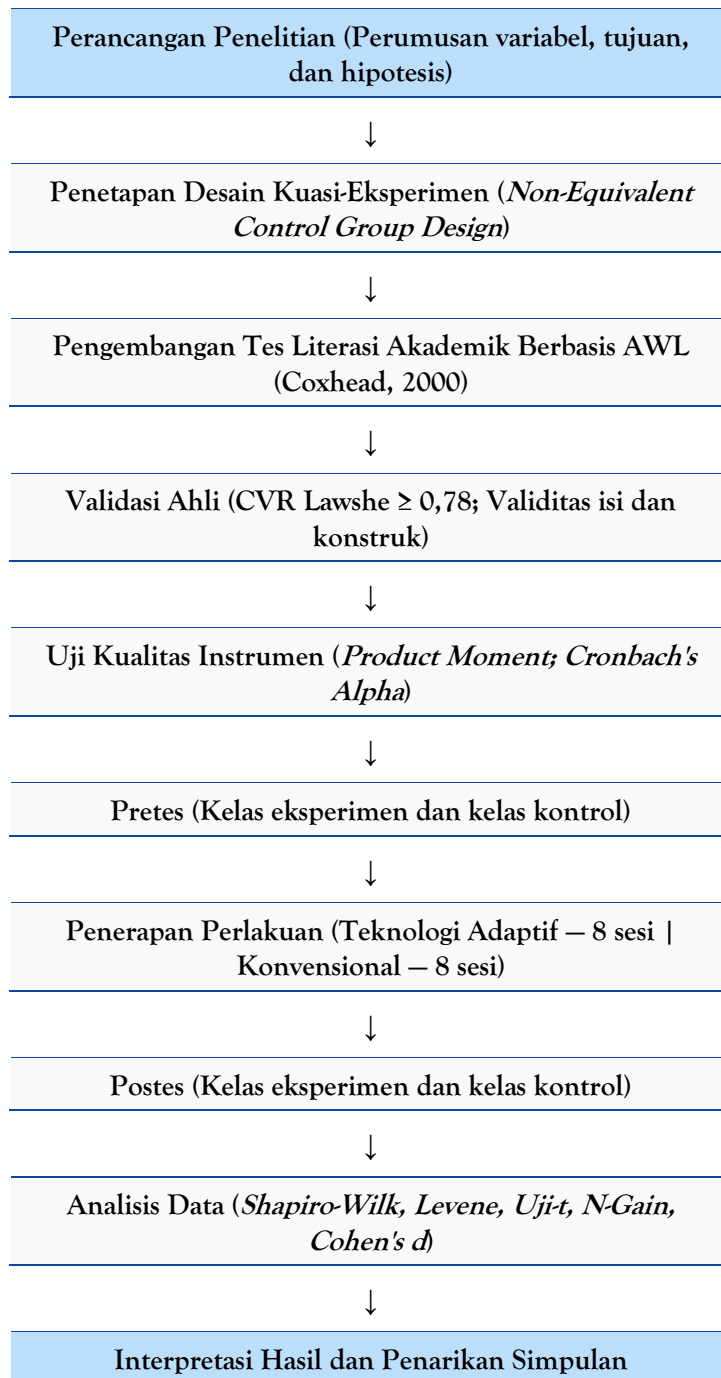 Perancangan Penelitian (Perumusan variabel, tujuan,
dan hipotesis)
↓
Penetapan Desain Kuasi-Eksperimen (Non-Equivalent
Control Group Design)
↓
Pengembangan Tes Literasi Akademik Berbasis AWL
(Coxhead, 2000)
↓
Validasi Ahli (CVR Lawshe ≥ 0,78; Validitas isi dan
konstruk)
↓
Uji Kualitas Instrumen (Product Moment; Cronbach's
Alpha)
↓
Pretes (Kelas eksperimen dan kelas kontrol)
↓
Penerapan Perlakuan (Teknologi Adaptif — 8 sesi |
Konvensional — 8 sesi)
↓
Postes (Kelas eksperimen dan kelas kontrol)
↓
Analisis Data (Shapiro-Wilk, Levene, Uji-t, N-Gain,
Cohen's d)
↓
Interpretasi Hasil dan Penarikan Simpulan